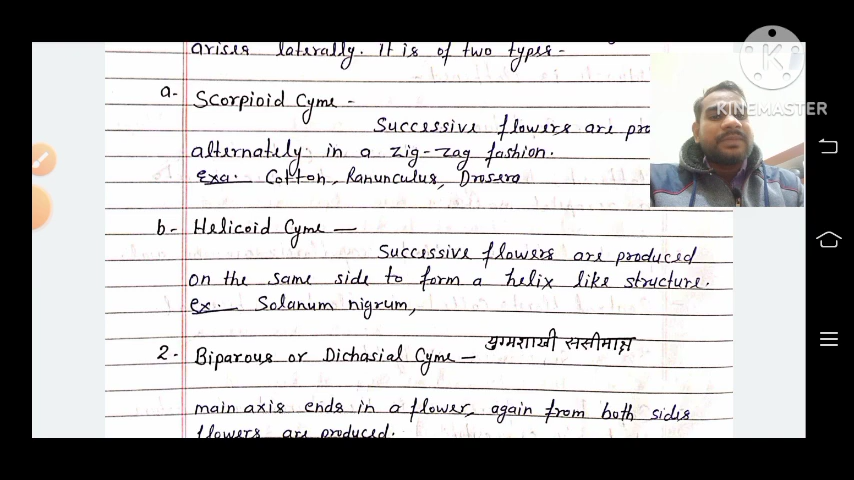 arises laterally. It is of two types-
a- Scorpioid Cyme -
Successive flowers are pro
alternately in a zig-zag fashion.
Exa. Cotton, Ranunculus, Drosera
b- Helicoid Cyme —
Successive flowers are produced
on the same side to form a helix like structure.
ex. Solanum nigrum,
2- Biparous or Dichasial Cyme — युग्मशाखी ससीमाक्ष
main axis ends in a flower, again from both sides
flowers are produced.
K
KINEMASTER